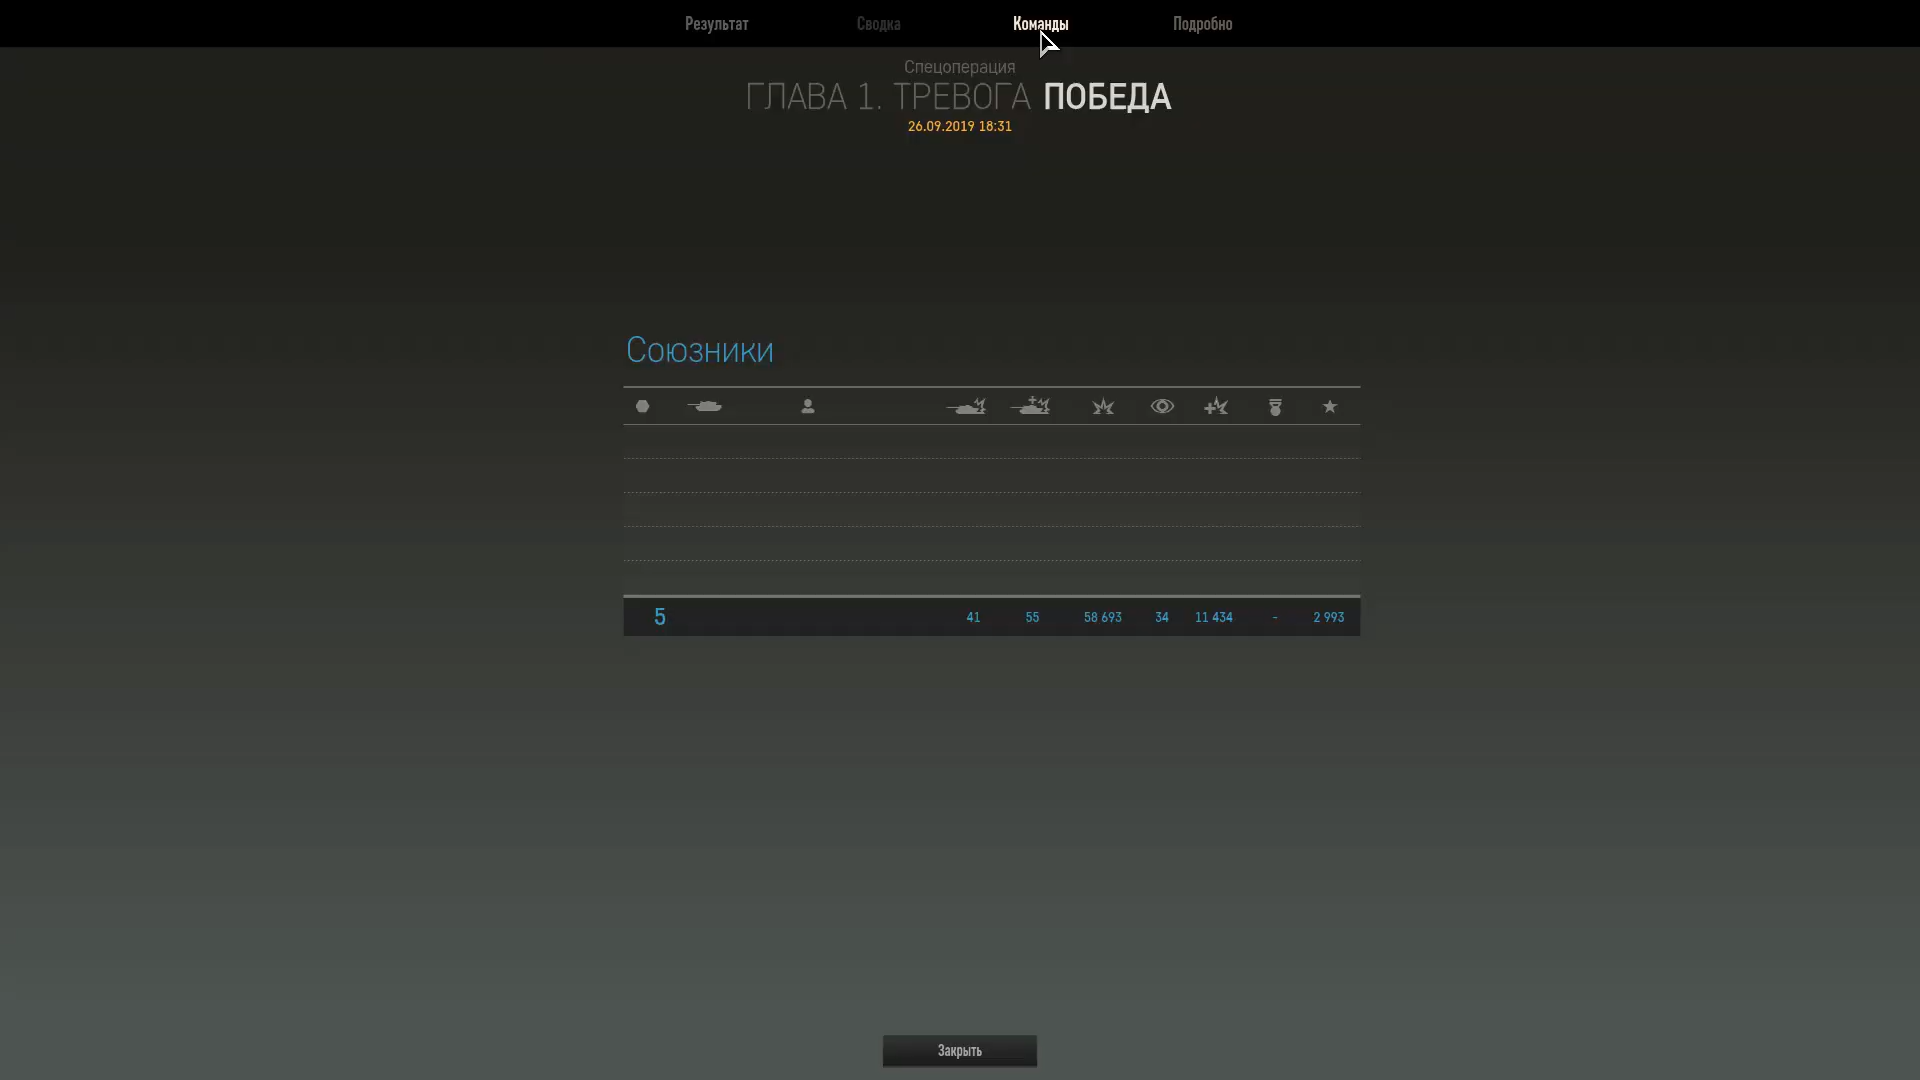 Результат Сводка Команды Подробно
Спецоперация
ГЛАВА 1. ТРЕВОГА ПОБЕДА
26.09.2019 18:31
Союзники
5 41 55 58 693 34 11 434 - 2 993
Закрыть